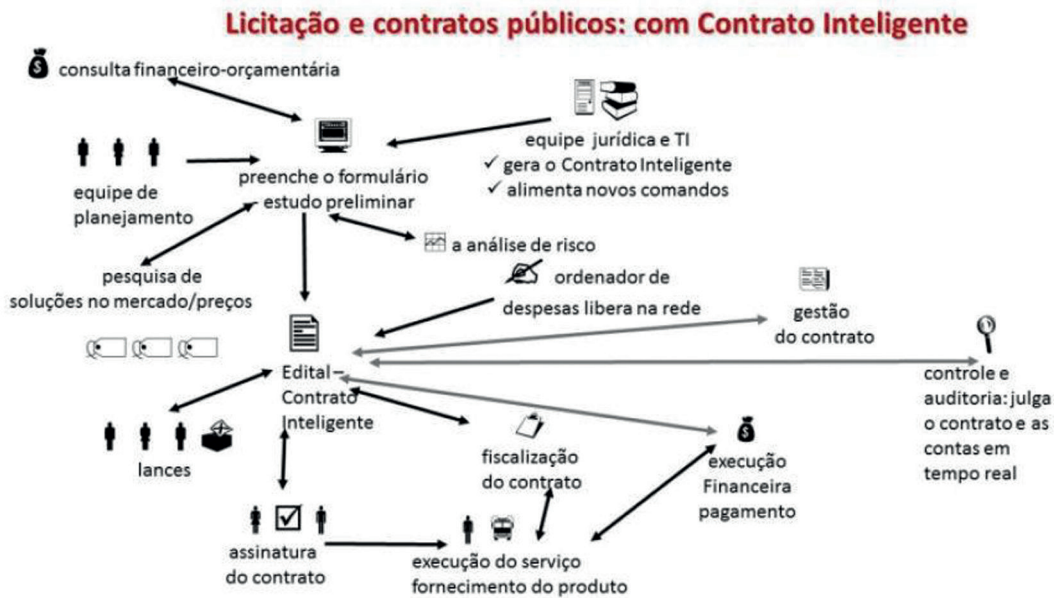 Licitação e contratos públicos: com Contrato Inteligente
consulta financeiro-orçamentária
equipe jurídica e TI
✓ gera o Contrato Inteligente
✓ alimenta novos comandos
equipe de
planejamento
preenche o formulário
- estudo preliminar
a análise de risco
pesquisa de
soluções no mercado/preços
ordenador de
despesas libera na rede
gestão
do contrato
Edital –
Contrato
Inteligente
controle e
auditoria: julga
o contrato e as
contas em
tempo real
lances
fiscalização
do contrato
execução
Financeira
pagamento
assinatura
do contrato
execução do serviço
fornecimento do produto